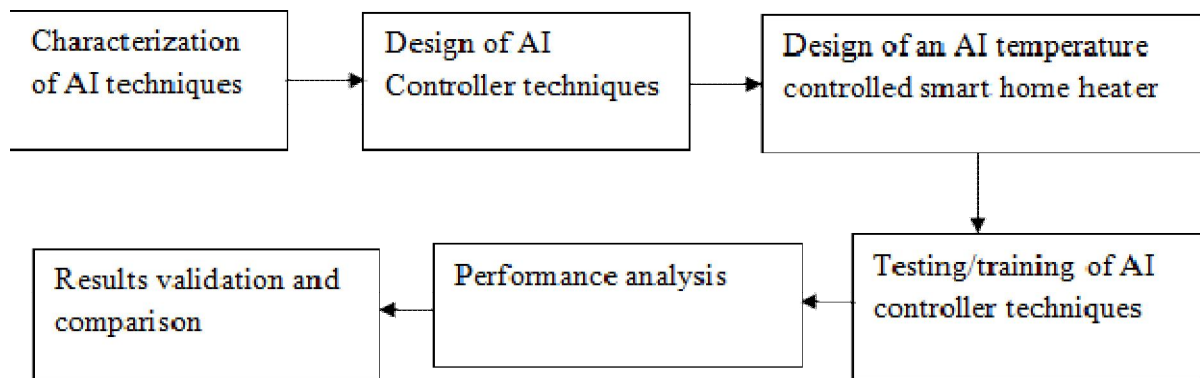 Characterization
of AI techniques
Design of AI
Controller techniques
Design of an AI temperature
controlled smart home heater
Testing/training of AI
controller techniques
Performance analysis
Results validation and
comparison